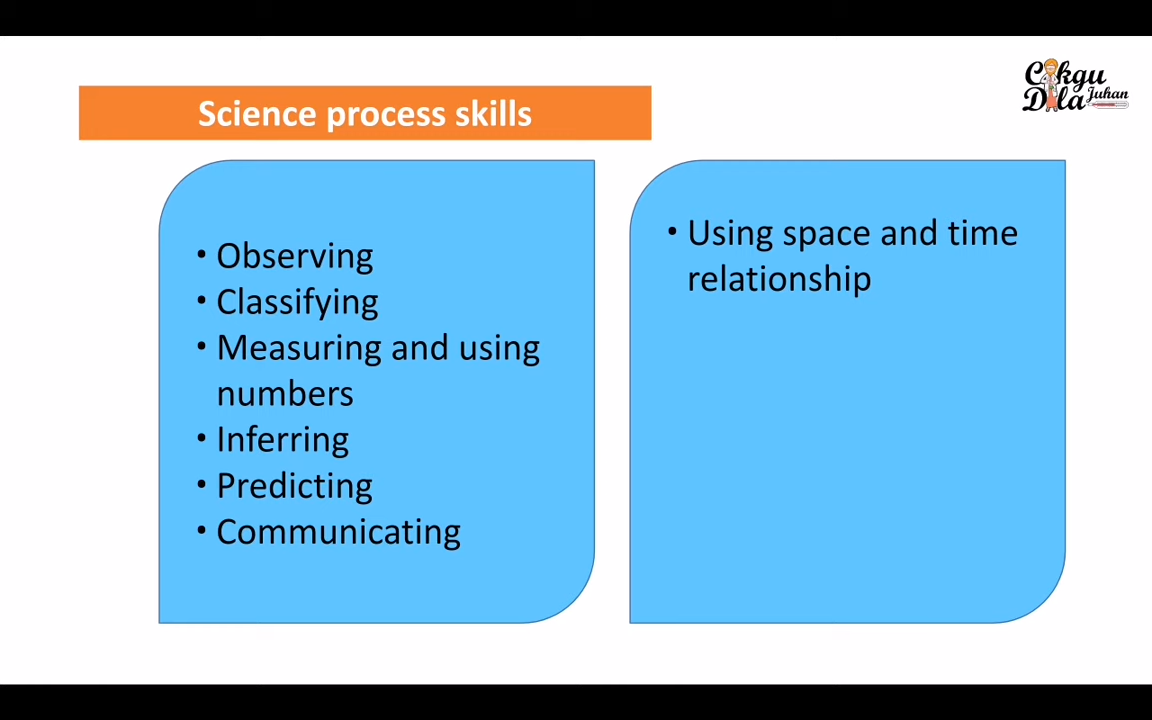 Cikgu
Dila Juhan
Science process skills
• Observing
• Classifying
• Measuring and using
numbers
• Inferring
• Predicting
• Communicating
• Using space and time
relationship